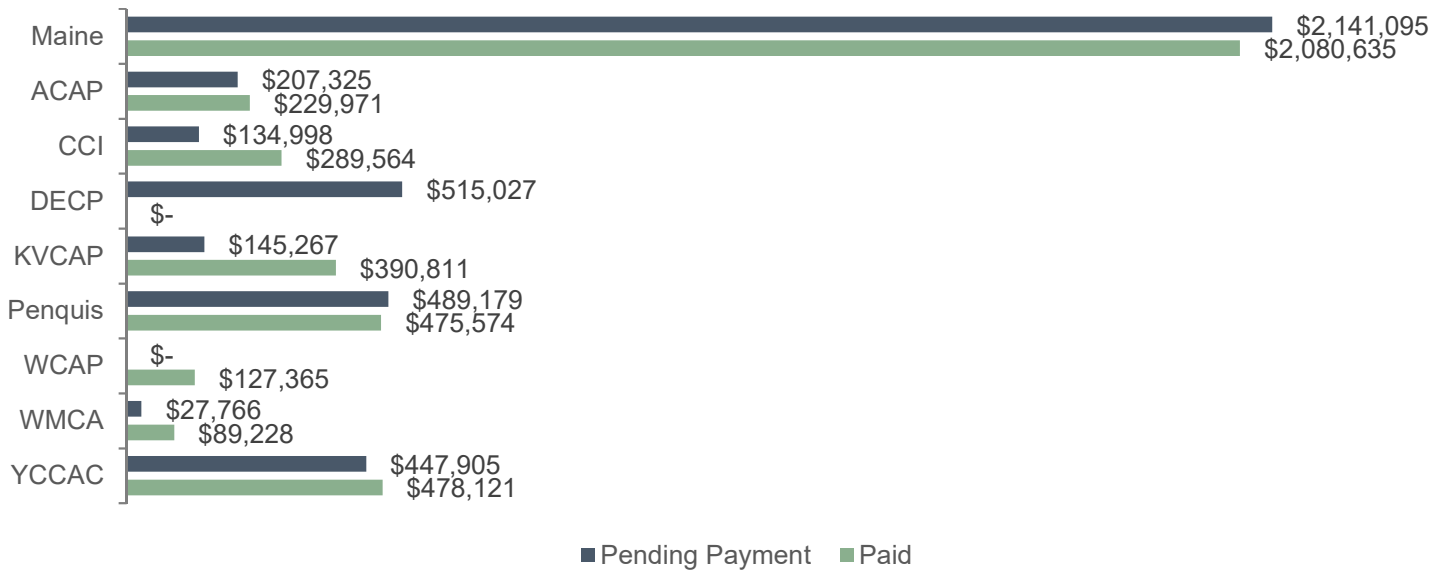 Maine
$2,141,095
$2,080,635
ACAP
$207,325
$229,971
CCI
$134,998
$289,564
DECP
$515,027
$-
KVCAP
$145,267
$390,811
Penquis
$489,179
$475,574
WCAP
$-
$127,365
WMCA
$27,766
$89,228
YCCAC
$447,905
$478,121
Pending Payment Paid